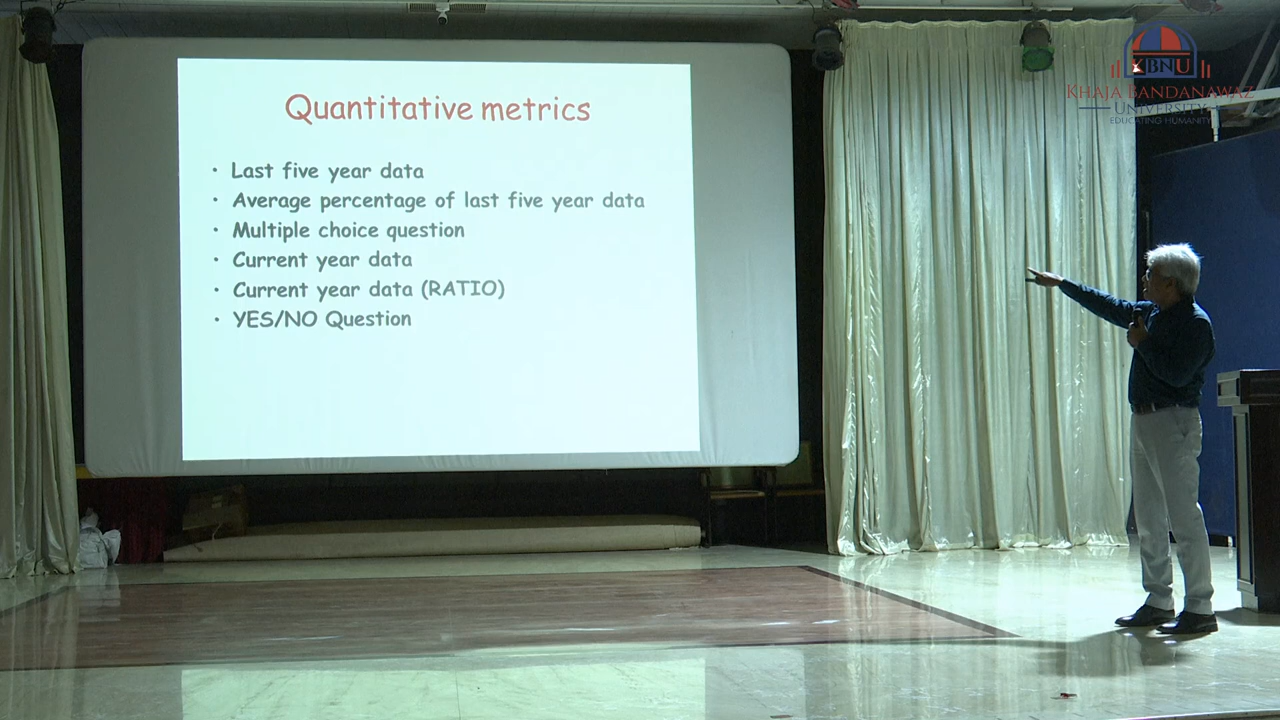 Quantitative metrics
• Last five year data
• Average percentage of last five year data
• Multiple choice question
• Current year data
• Current year data (RATIO)
• YES/NO Question
KBNU
KHAJA BANDANAWAZ
UNIVERSITY
EDUCATING HUMANITY